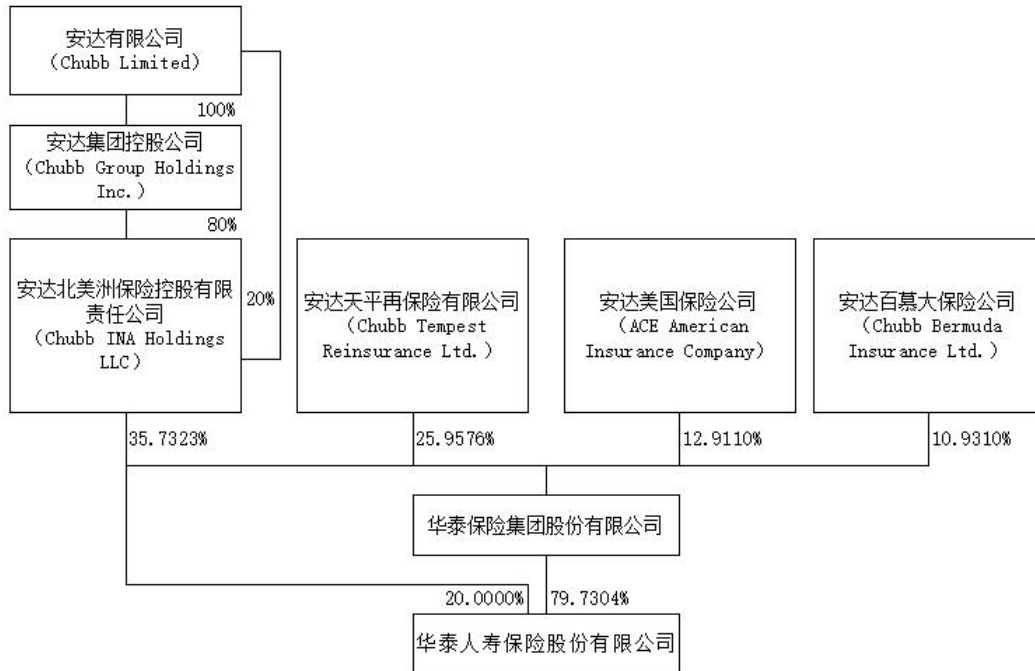 安达有限公司
（Chubb Limited）
100%
安达集团控股公司
（Chubb Group Holdings
Inc.）
80%
20%
安达北美洲保险控股有限
责任公司
（Chubb INA Holdings
LLC）
安达天平再保险有限公司
（Chubb Tempest
Reinsurance Ltd.）
安达美国保险公司
（ACE American
Insurance Company）
安达百慕大保险公司
（Chubb Bermuda
Insurance Ltd.）
35.7323%
25.9576%
12.9110%
10.9310%
华泰保险集团股份有限公司
20.0000%
79.7304%
华泰人寿保险股份有限公司